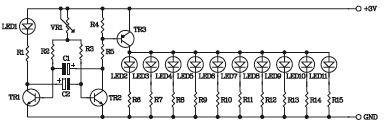 LED1
R4
+3V
VR1
TR3
R1
R2
R3
R5
C1
C2
LED2
LED3
LED4
LED5
LED6
LED7
LED8
LED9
LED10
LED11
TR1
TR2
R6
R7
R8
R9
R10
R11
R12
R13
R14
R15
GND